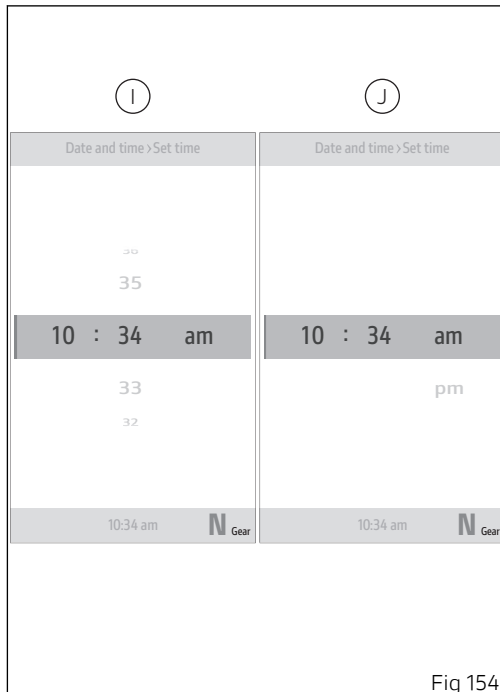 I
J
Date and time › Set time
Date and time › Set time
36
35
10 : 34 am
10 : 34 am
33
pm
32
10:34 am
N Gear
10:34 am
N Gear
Fig 154